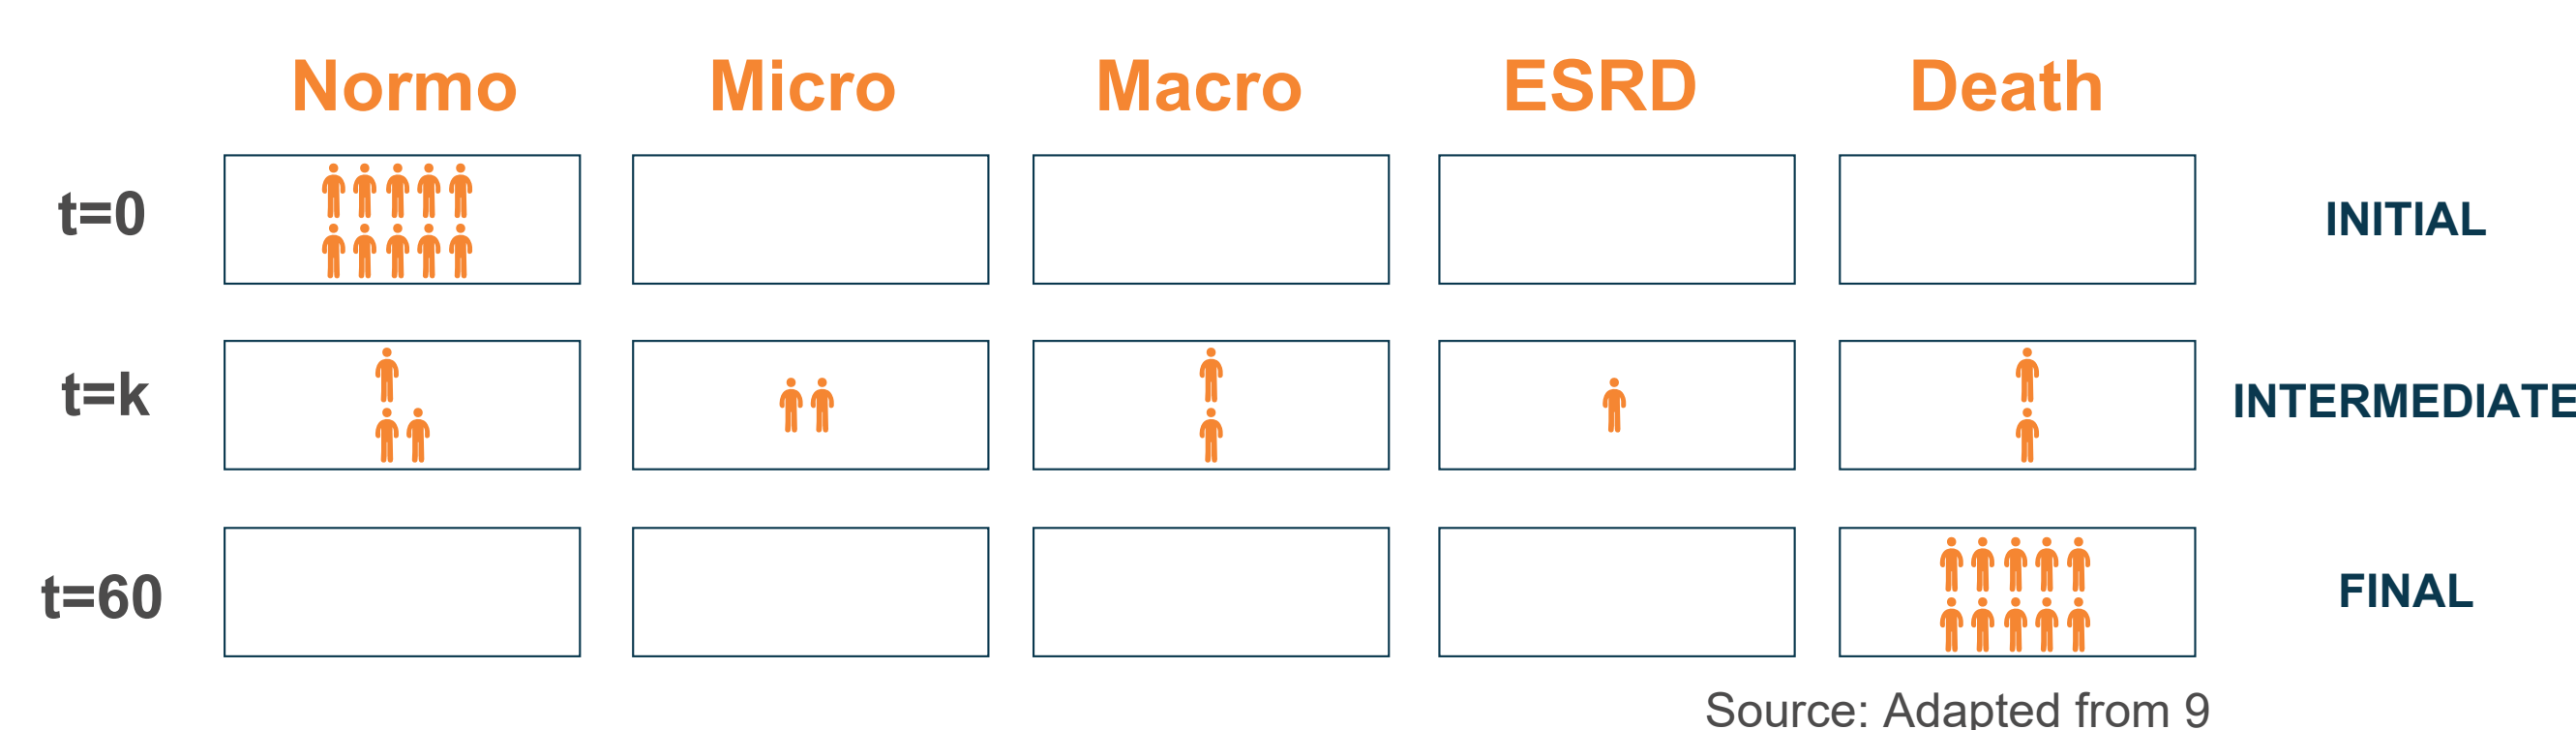 Normo Micro Macro ESRD Death
t=0 INITIAL
t=k INTERMEDIATE
t=60 FINAL
Source: Adapted from 9